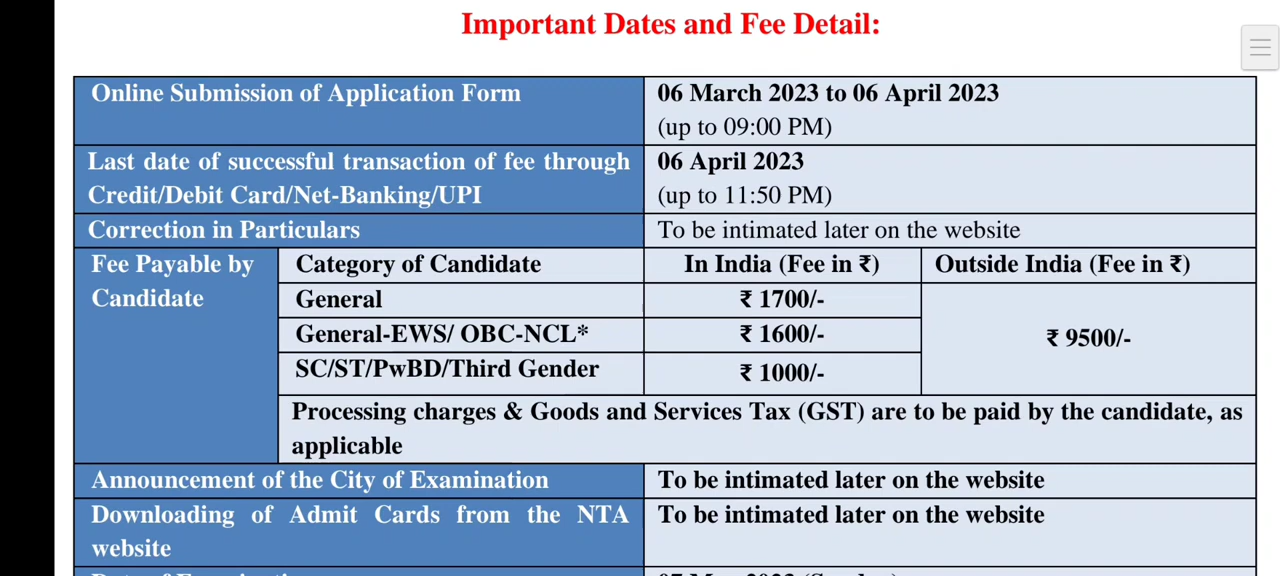 Important Dates and Fee Detail:
Online Submission of Application Form
06 March 2023 to 06 April 2023
(up to 09:00 PM)
Last date of successful transaction of fee through
Credit/Debit Card/Net-Banking/UPI
06 April 2023
(up to 11:50 PM)
Correction in Particulars
To be intimated later on the website
Fee Payable by
Candidate
Category of Candidate
In India (Fee in ₹)
Outside India (Fee in ₹)
General
₹ 1700/-
₹ 9500/-
General-EWS/ OBC-NCL*
₹ 1600/-
SC/ST/PwBD/Third Gender
₹ 1000/-
Processing charges & Goods and Services Tax (GST) are to be paid by the candidate, as
applicable
Announcement of the City of Examination
To be intimated later on the website
Downloading of Admit Cards from the NTA
website
To be intimated later on the website